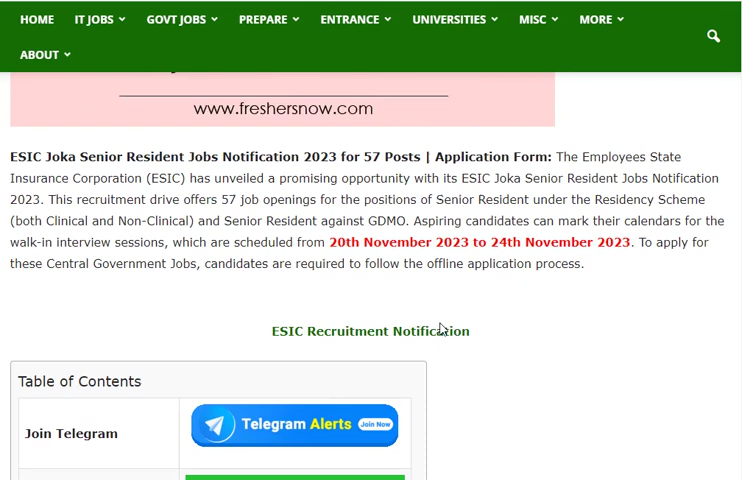 HOME IT JOBS GOVT JOBS PREPARE ENTRANCE UNIVERSITIES MISC MORE
ABOUT
www.freshersnow.com
ESIC Joka Senior Resident Jobs Notification 2023 for 57 Posts | Application Form: The Employees State
Insurance Corporation (ESIC) has unveiled a promising opportunity with its ESIC Joka Senior Resident Jobs Notification
2023. This recruitment drive offers 57 job openings for the positions of Senior Resident under the Residency Scheme
(both Clinical and Non-Clinical) and Senior Resident against GDMO. Aspiring candidates can mark their calendars for the
walk-in interview sessions, which are scheduled from 20th November 2023 to 24th November 2023. To apply for
these Central Government Jobs, candidates are required to follow the offline application process.
ESIC Recruitment Notification
Table of Contents
Join Telegram
Telegram Alerts Join Now